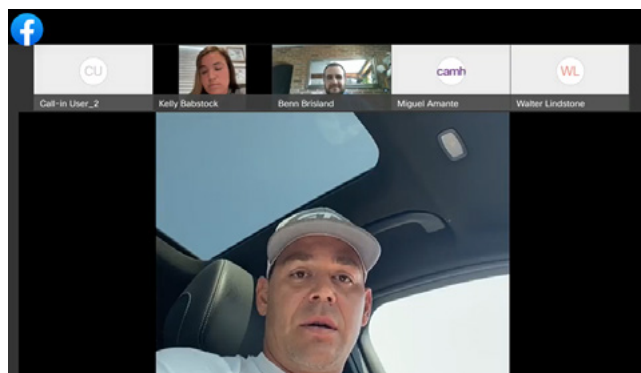 CU
camh
WL
Call-in User_2
Kelly Babstock
Benn Brisland
Miguel Amante
Walter Lindstone